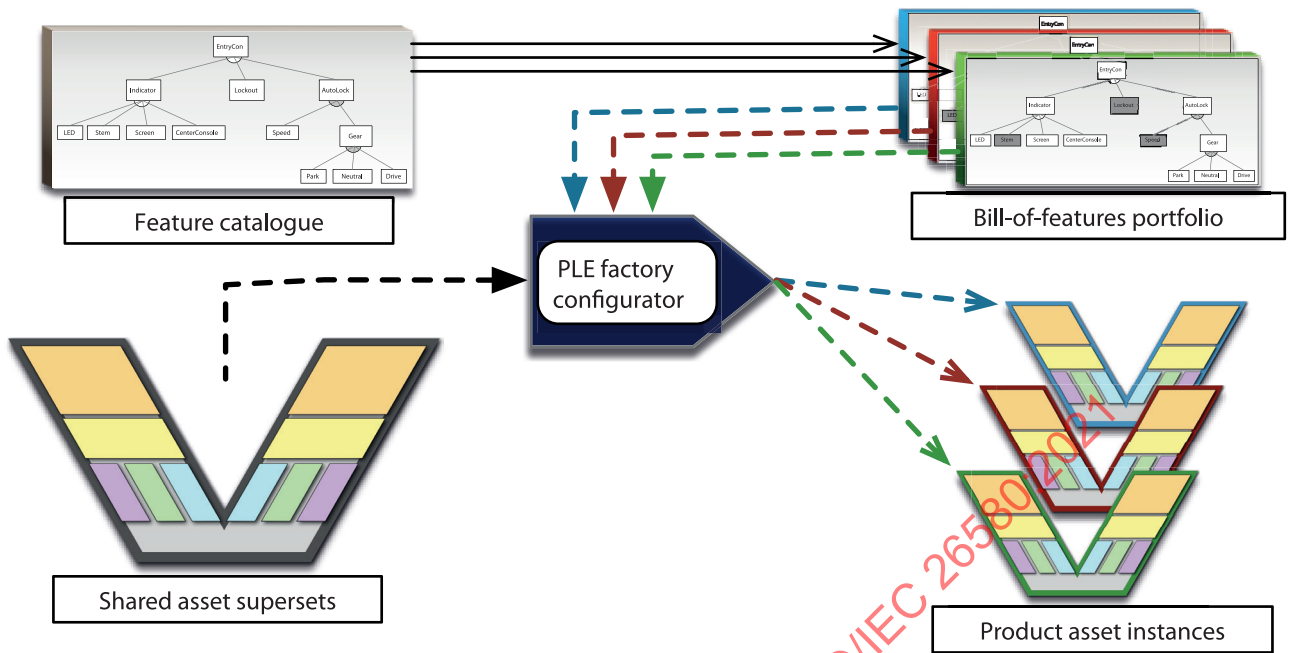 EntryCon
Indicator
Lockout
AutoLock
LED
Stem
Screen
CenterConsole
Speed
Gear
Park
Neutral
Drive
Feature catalogue
EntryCon
EntryCon
EntryCon
Indicator
Lockout
AutoLock
LED
LED
LED
Stem
Screen
CenterConsole
Speed
Gear
Park
Neutral
Drive
Bill-of-features portfolio
PLE factory
configurator
Shared asset supersets
Product asset instances
/IEC 26580:2021